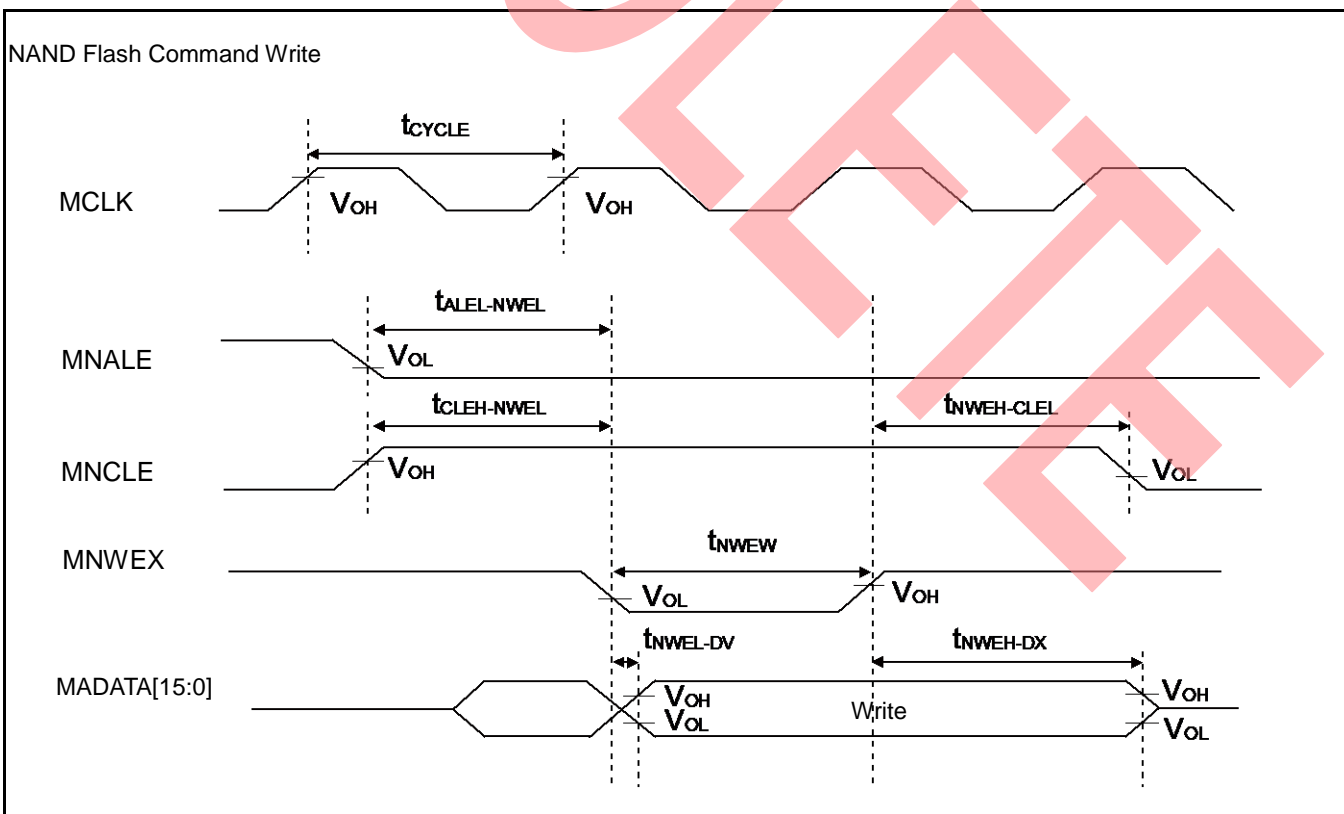 NAND Flash Command Write
tCYCLE
MCLK
VOH
VOH
tALEL-NWEL
MNALE
VOL
tCLEH-NWEL
tNWEH-CLEL
MNCLE
VOH
VOL
tNWEW
MNWEX
VOL
VOH
tNWEL-DV
tNWEH-DX
MADATA[15:0]
VOH
VOL
Write
VOH
VOL